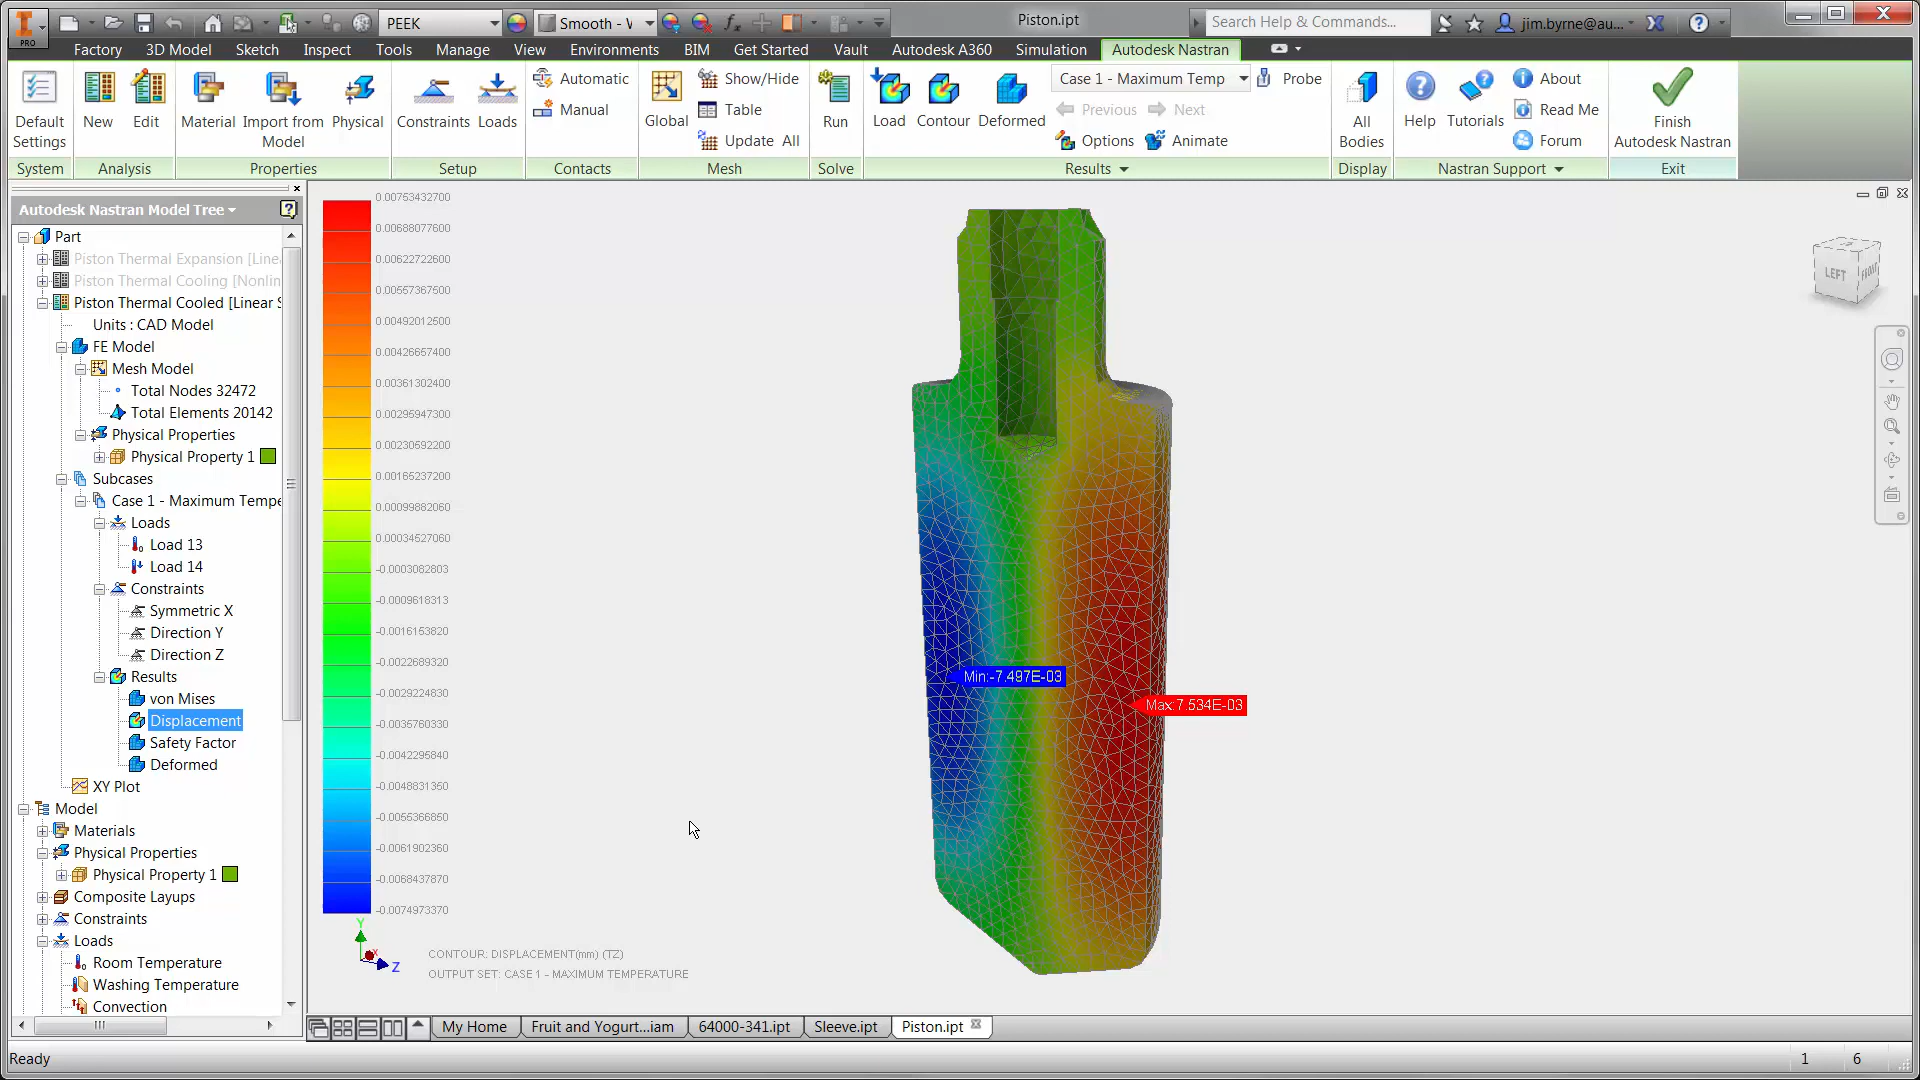 PRO
PEEK
Smooth - V
Piston.ipt
Search Help & Commands...
jim.byrne@au...
Factory 3D Model Sketch Inspect Tools Manage View Environments BIM Get Started Vault Autodesk A360 Simulation Autodesk Nastran
Default Settings
New
Edit
Material
Import from Model
Physical
Constraints
Loads
Automatic
Manual
Global
Show/Hide
Table
Update All
Run
Load
Contour
Deformed
Case 1 - Maximum Temp
Probe
Previous
Next
Options
Animate
All Bodies
Help
Tutorials
About
Read Me
Forum
Finish Autodesk Nastran
System Analysis Properties Setup Contacts Mesh Solve Results Display Nastran Support Exit
Autodesk Nastran Model Tree
Part
Piston Thermal Expansion [Line
Piston Thermal Cooling [Nonlin
Piston Thermal Cooled [Linear S
Units : CAD Model
FE Model
Mesh Model
Total Nodes 32472
Total Elements 20142
Physical Properties
Physical Property 1
Subcases
Case 1 - Maximum Tempe
Loads
Load 13
Load 14
Constraints
Symmetric X
Direction Y
Direction Z
Results
von Mises
Displacement
Safety Factor
Deformed
XY Plot
Model
Materials
Physical Properties
Physical Property 1
Composite Layups
Constraints
Loads
Room Temperature
Washing Temperature
Convection
0.00753432700
0.00688077600
0.00622722600
0.00557367500
0.00492012500
0.00426657400
0.00361302400
0.00295947300
0.00230592200
0.00165237200
0.00099882060
0.00034527060
-0.0003082803
-0.0009618313
-0.0016153820
-0.0022689320
-0.0029224830
-0.0035760330
-0.0042295840
-0.0048831350
-0.0055366850
-0.0061902360
-0.0068437870
-0.0074973370
Min:-7.497E-03
Max:7.534E-03
LEFT
FRONT
Y
X
Z
CONTOUR: DISPLACEMENT(mm) (TZ)
OUTPUT SET: CASE 1 - MAXIMUM TEMPERATURE
My Home
Fruit and Yogurt...iam
64000-341.ipt
Sleeve.ipt
Piston.ipt
Ready
1 6